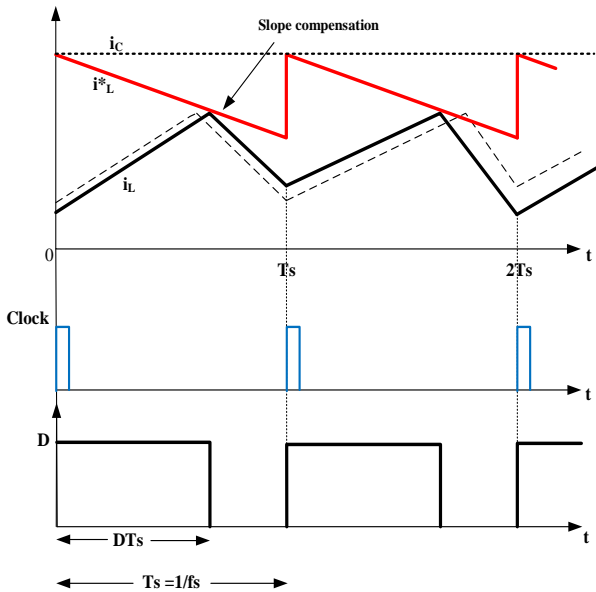 Slope compensation
iC
i*L
iL
0
Ts
2Ts
t
Clock
t
D
t
DTs
Ts =1/fs